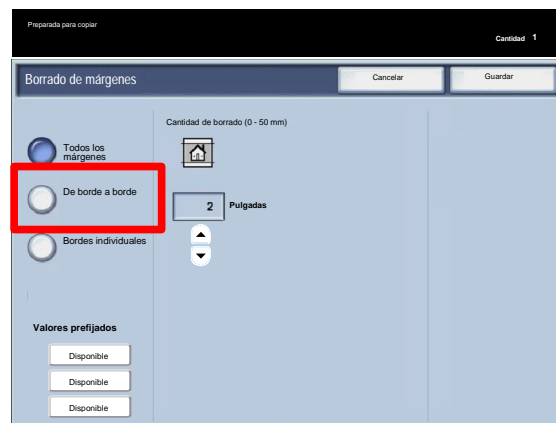 Preparada para copiar
Cantidad 1
Borrado de márgenes
Cancelar
Guardar
Cantidad de borrado (0 - 50 mm)
Todos los
márgenes
De borde a borde
2 Pulgadas
Bordes individuales
Valores prefijados
Disponible
Disponible
Disponible